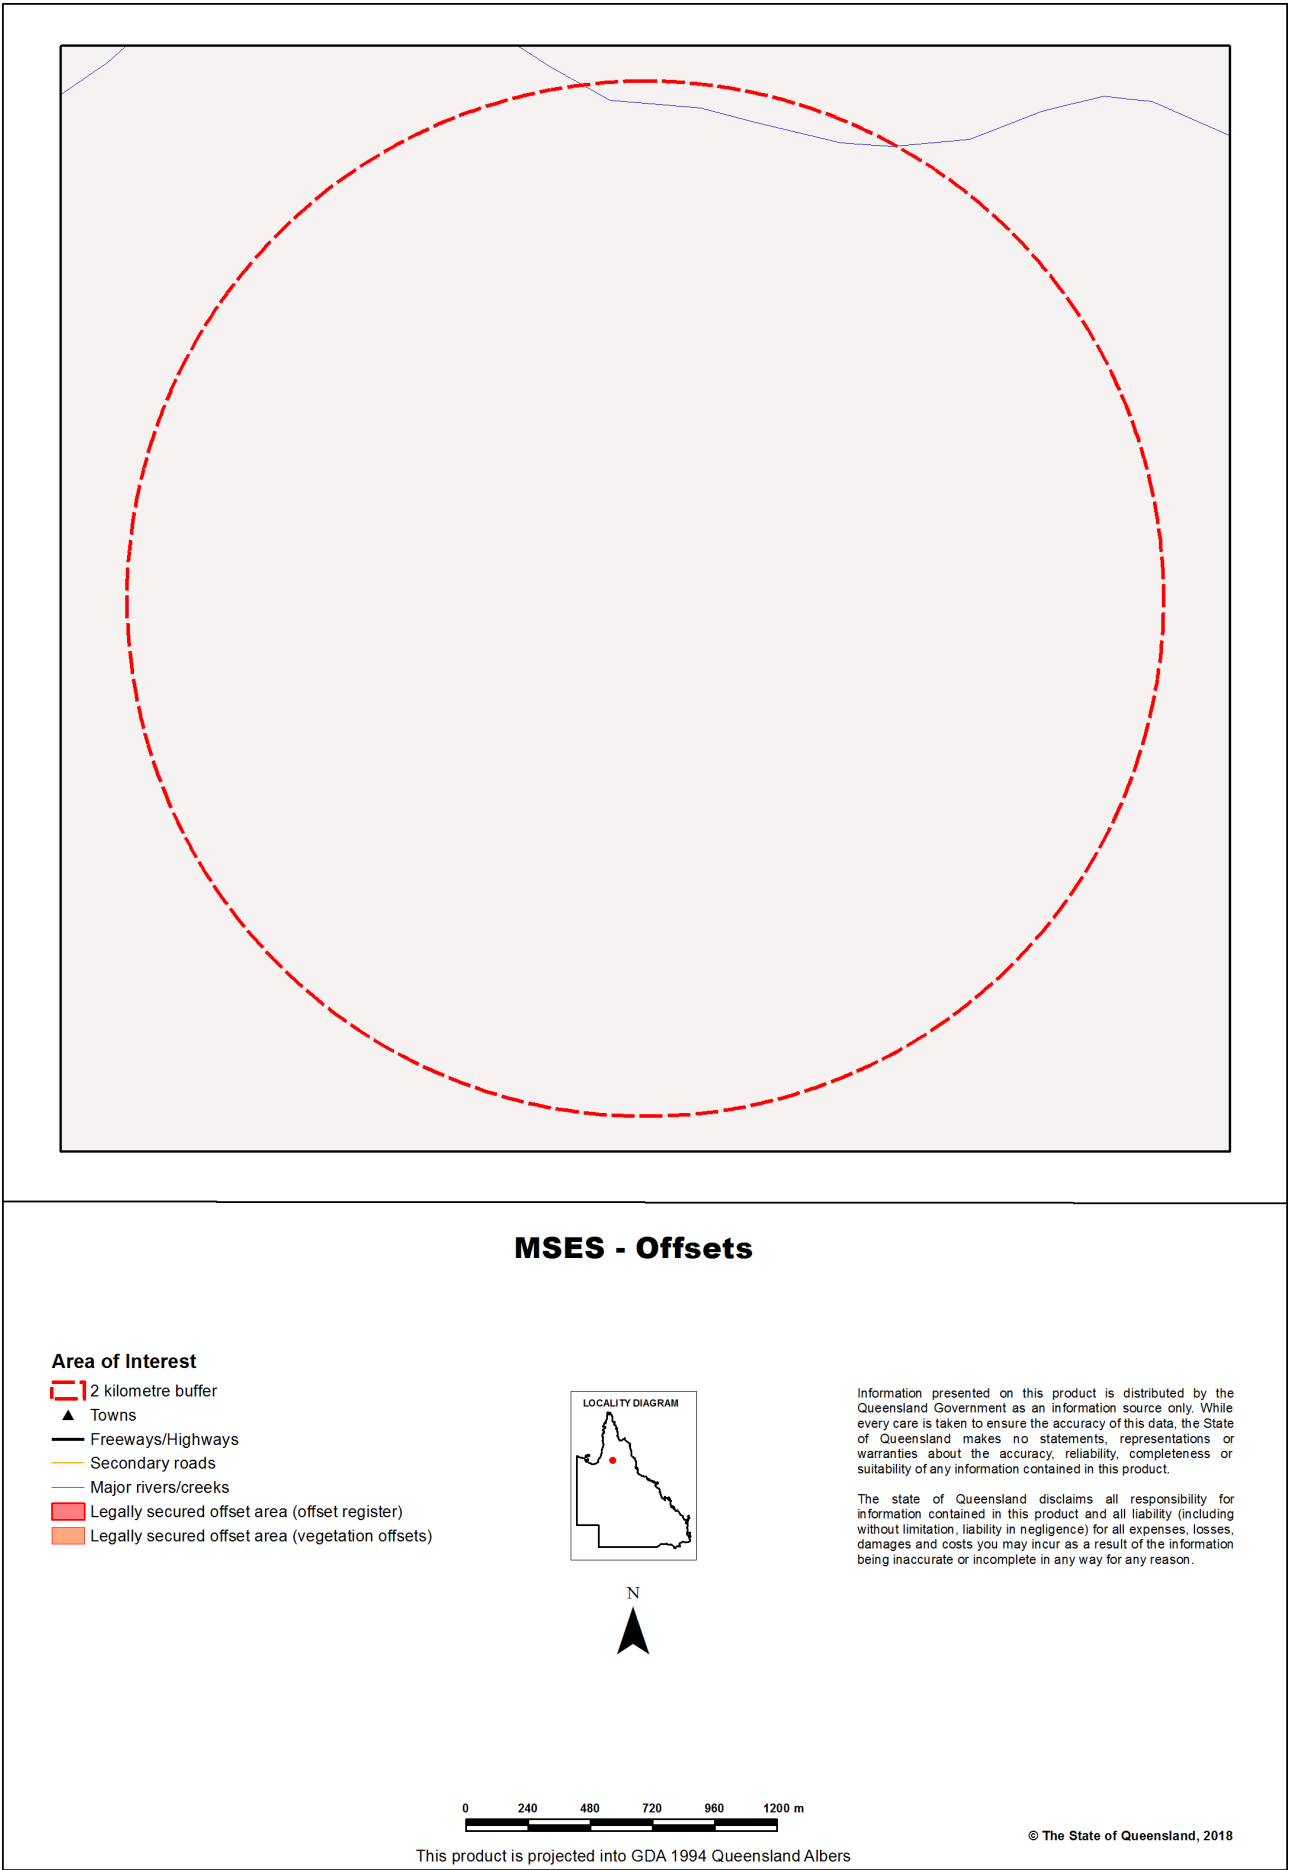 MSES - Offsets
Area of Interest
2 kilometre buffer
Towns
Freeways/Highways
Secondary roads
Major rivers/creeks
Legally secured offset area (offset register)
Legally secured offset area (vegetation offsets)
LOCALITY DIAGRAM
N
Information presented on this product is distributed by the
Queensland Government as an information source only. While
every care is taken to ensure the accuracy of this data, the State
of Queensland makes no statements, representations or
warranties about the accuracy, reliability, completeness or
suitability of any information contained in this product.
The state of Queensland disclaims all responsibility for
information contained in this product and all liability (including
without limitation, liability in negligence) for all expenses, losses,
damages and costs you may incur as a result of the information
being inaccurate or incomplete in any way for any reason.
0 240 480 720 960 1200 m
This product is projected into GDA 1994 Queensland Albers
© The State of Queensland, 2018